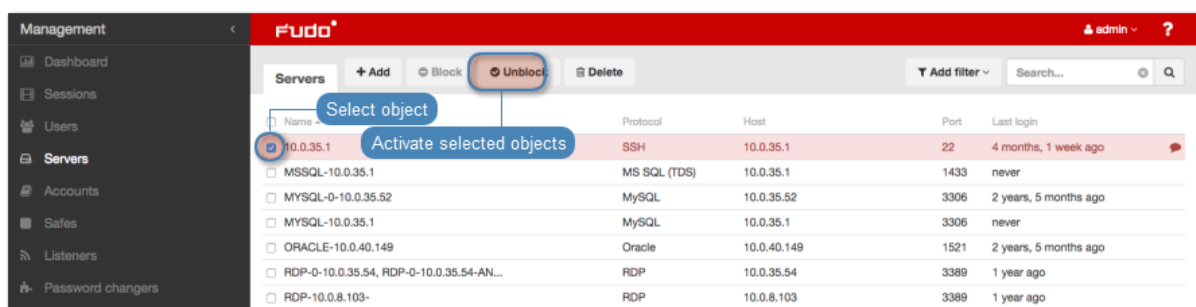 Management
Fudo
admin
?
Dashboard
Servers
+ Add
Block
Unblock
Delete
Add filter
Search...
Sessions
Select object
Users
Name
Protocol
Host
Port
Last login
Activate selected objects
10.0.35.1 SSH 10.0.35.1 22 4 months, 1 week ago
Servers
MSSQL-10.0.35.1 MS SQL (TDS) 10.0.35.1 1433 never
Accounts
MYSQL-0-10.0.35.52 MySQL 10.0.35.52 3306 2 years, 5 months ago
Safes
MYSQL-10.0.35.1 MySQL 10.0.35.1 3306 never
Listeners
ORACLE-10.0.40.149 Oracle 10.0.40.149 1521 2 years, 5 months ago
RDP-0-10.0.35.54, RDP-0-10.0.35.54-AN... RDP 10.0.35.54 3389 1 year ago
Password changers
RDP-10.0.8.103- RDP 10.0.8.103 3389 1 year ago